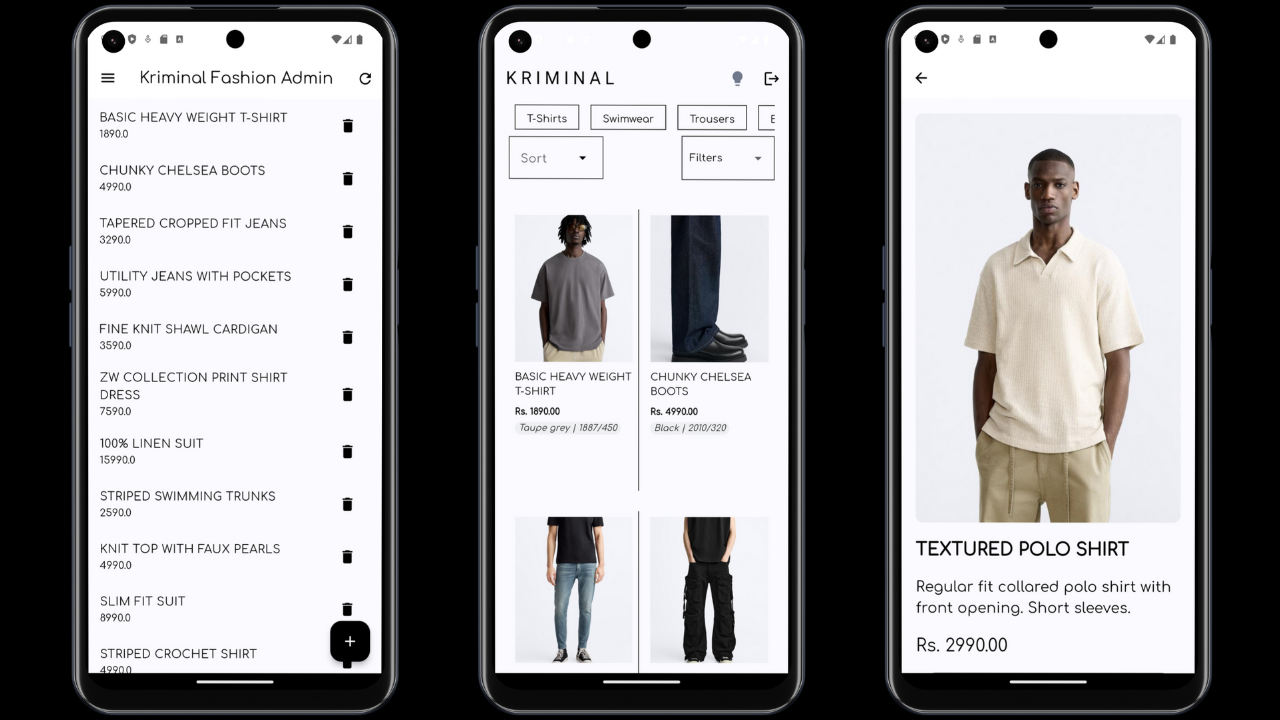 Kriminal Fashion Admin
BASIC HEAVY WEIGHT T-SHIRT
1890.0
CHUNKY CHELSEA BOOTS
4990.0
TAPERED CROPPED FIT JEANS
3290.0
UTILITY JEANS WITH POCKETS
5990.0
FINE KNIT SHAWL CARDIGAN
3590.0
ZW COLLECTION PRINT SHIRT
DRESS
7590.0
100% LINEN SUIT
15990.0
STRIPED SWIMMING TRUNKS
2590.0
KNIT TOP WITH FAUX PEARLS
4990.0
SLIM FIT SUIT
8990.0
STRIPED CROCHET SHIRT
4990.0
+
KRIMINAL
T-Shirts Swimwear Trousers
Sort Filters
BASIC HEAVY WEIGHT
T-SHIRT
Rs. 1890.00
Taupe grey | 1887/450
CHUNKY CHELSEA
BOOTS
Rs. 4990.00
Black | 2010/320
TEXTURED POLO SHIRT
Regular fit collared polo shirt with
front opening. Short sleeves.
Rs. 2990.00